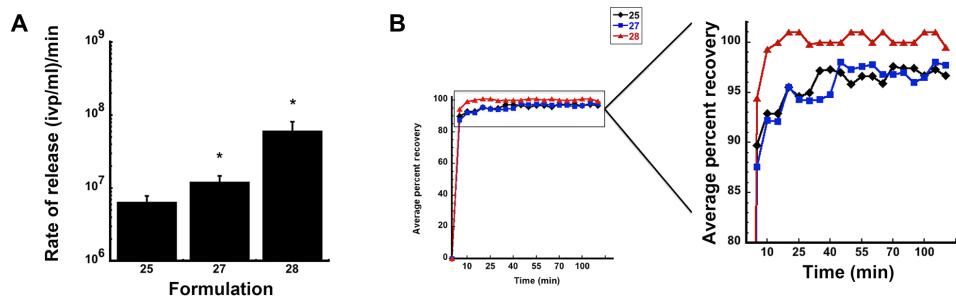 A
Rate of release (ivp/ml)/min
10⁹
10⁸
10⁷
10⁶
*
*
25 27 28
Formulation
B
25
27
28
Average percent recovery
100
80
60
40
20
0
10 25 40 55 70 85 100
Time (min)
Average percent recovery
100
95
90
85
80
10 25 40 55 70 85 100
Time (min)